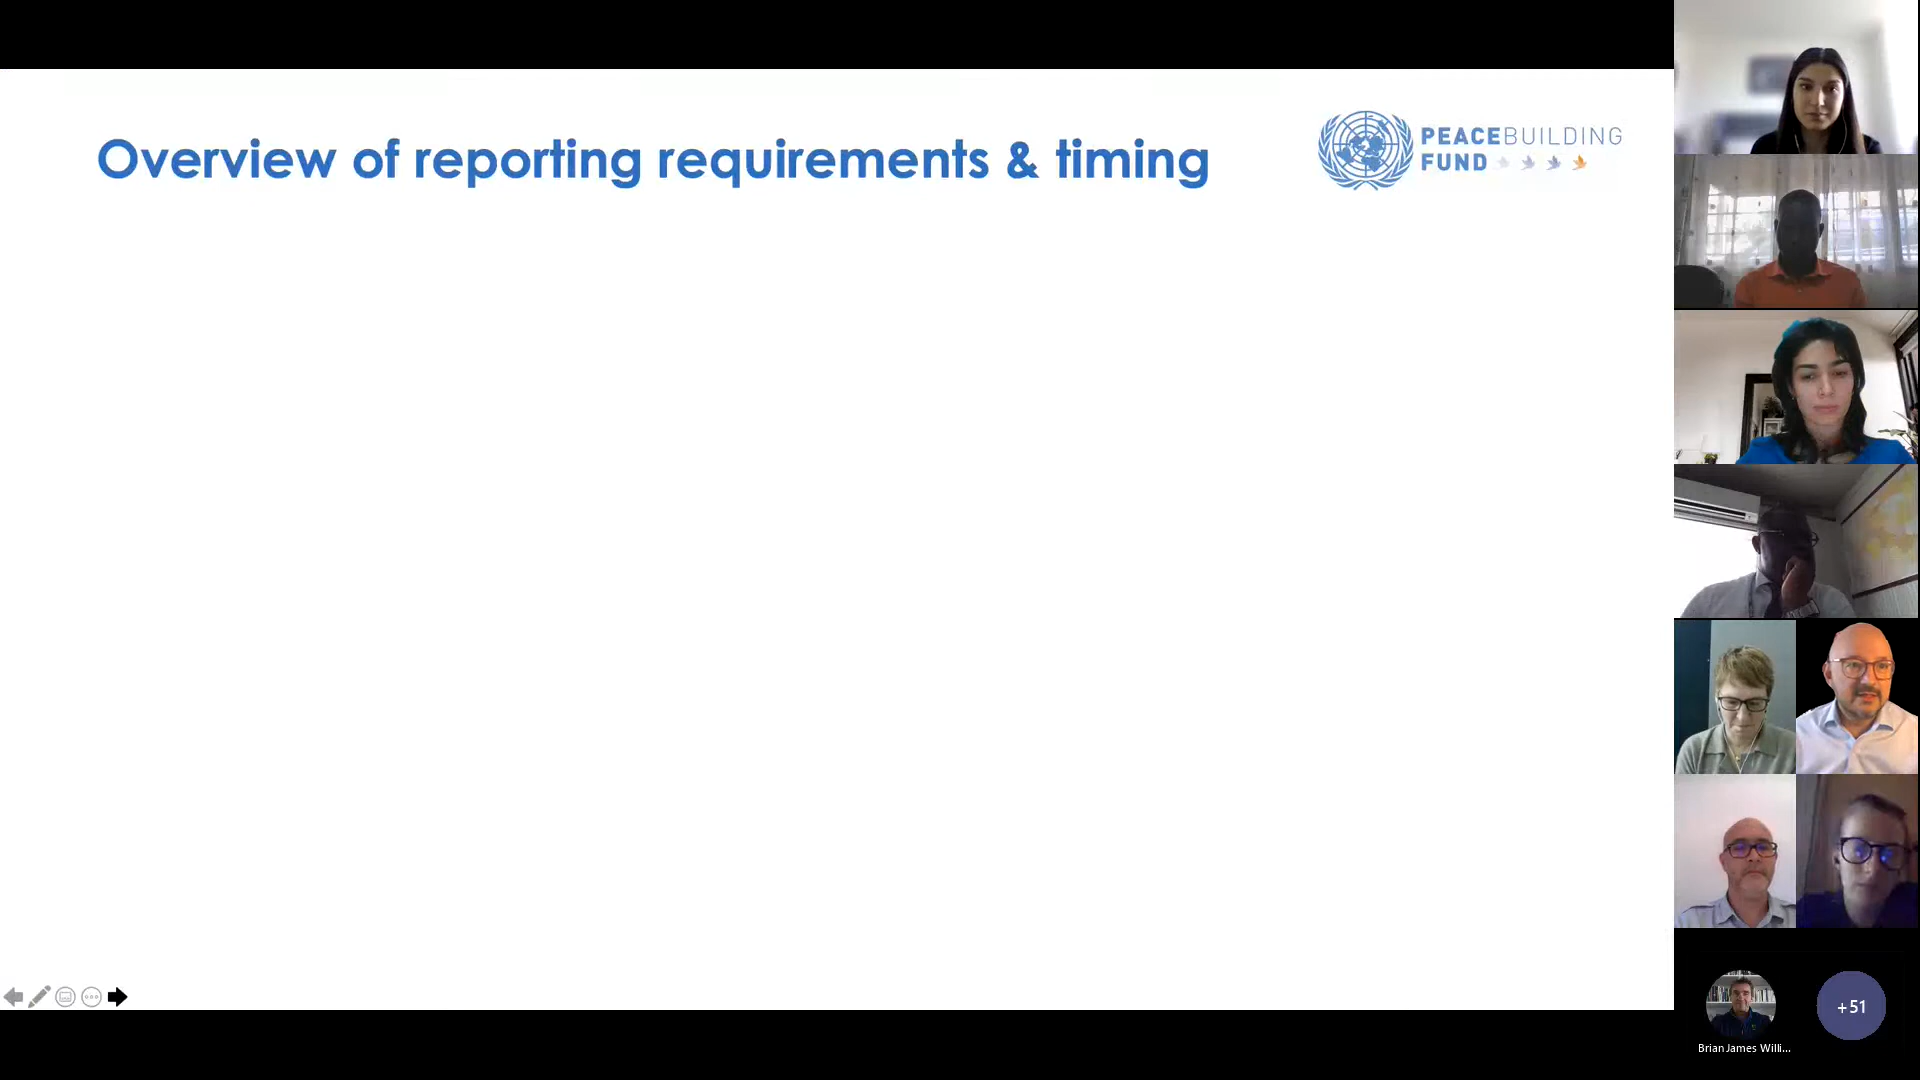 Overview of reporting requirements & timing
PEACEBUILDING
FUND
+51
Brian James Willi...